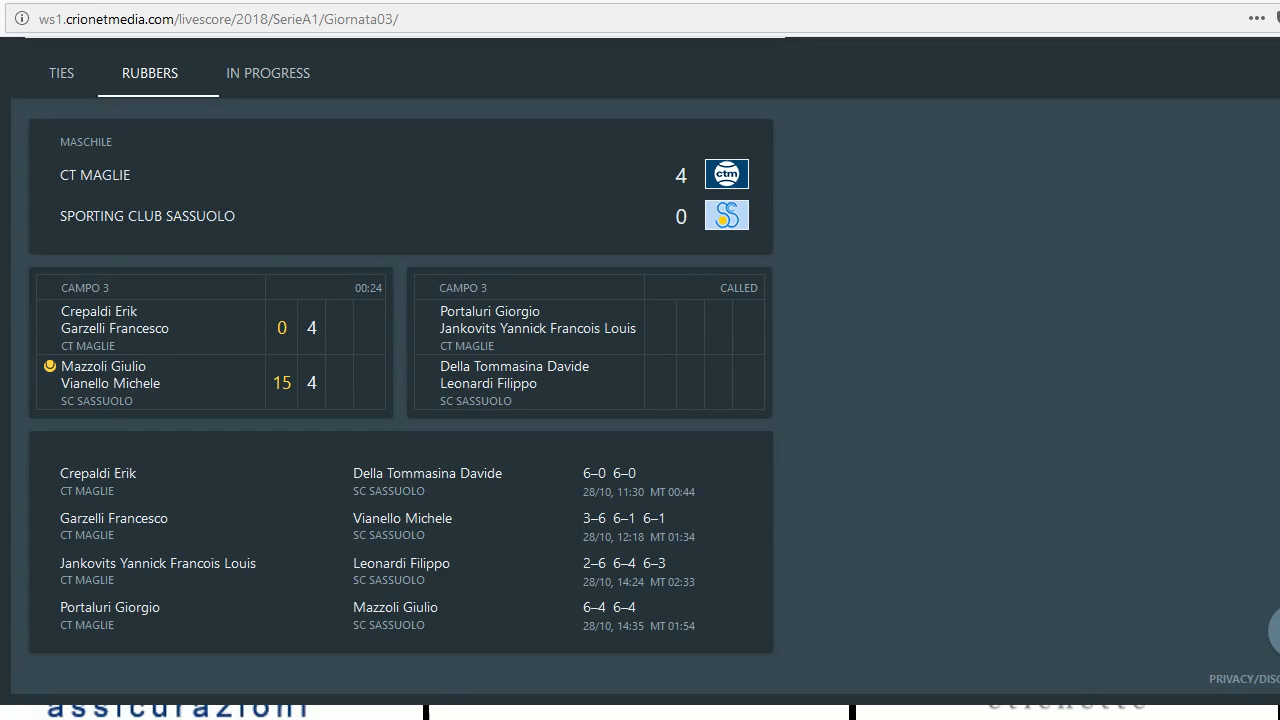 ws1.crionetmedia.com/livescore/2018/SerieA1/Giornata03/
TIES RUBBERS IN PROGRESS
MASCHILE
CT MAGLIE 4 ctm
SPORTING CLUB SASSUOLO 0
CAMPO 3 00:24
Crepaldi Erik
Garzelli Francesco 0 4
CT MAGLIE
Mazzoli Giulio
Vianello Michele 15 4
SC SASSUOLO
CAMPO 3 CALLED
Portaluri Giorgio
Jankovits Yannick Francois Louis
CT MAGLIE
Della Tommasina Davide
Leonardi Filippo
SC SASSUOLO
Crepaldi Erik Della Tommasina Davide 6–0 6–0
CT MAGLIE SC SASSUOLO 28/10, 11:30 MT 00:44
Garzelli Francesco Vianello Michele 3–6 6–1 6–1
CT MAGLIE SC SASSUOLO 28/10, 12:18 MT 01:34
Jankovits Yannick Francois Louis Leonardi Filippo 2–6 6–4 6–3
CT MAGLIE SC SASSUOLO 28/10, 14:24 MT 02:33
Portaluri Giorgio Mazzoli Giulio 6–4 6–4
CT MAGLIE SC SASSUOLO 28/10, 14:35 MT 01:54
PRIVACY/DISC
assicurazioni etichette